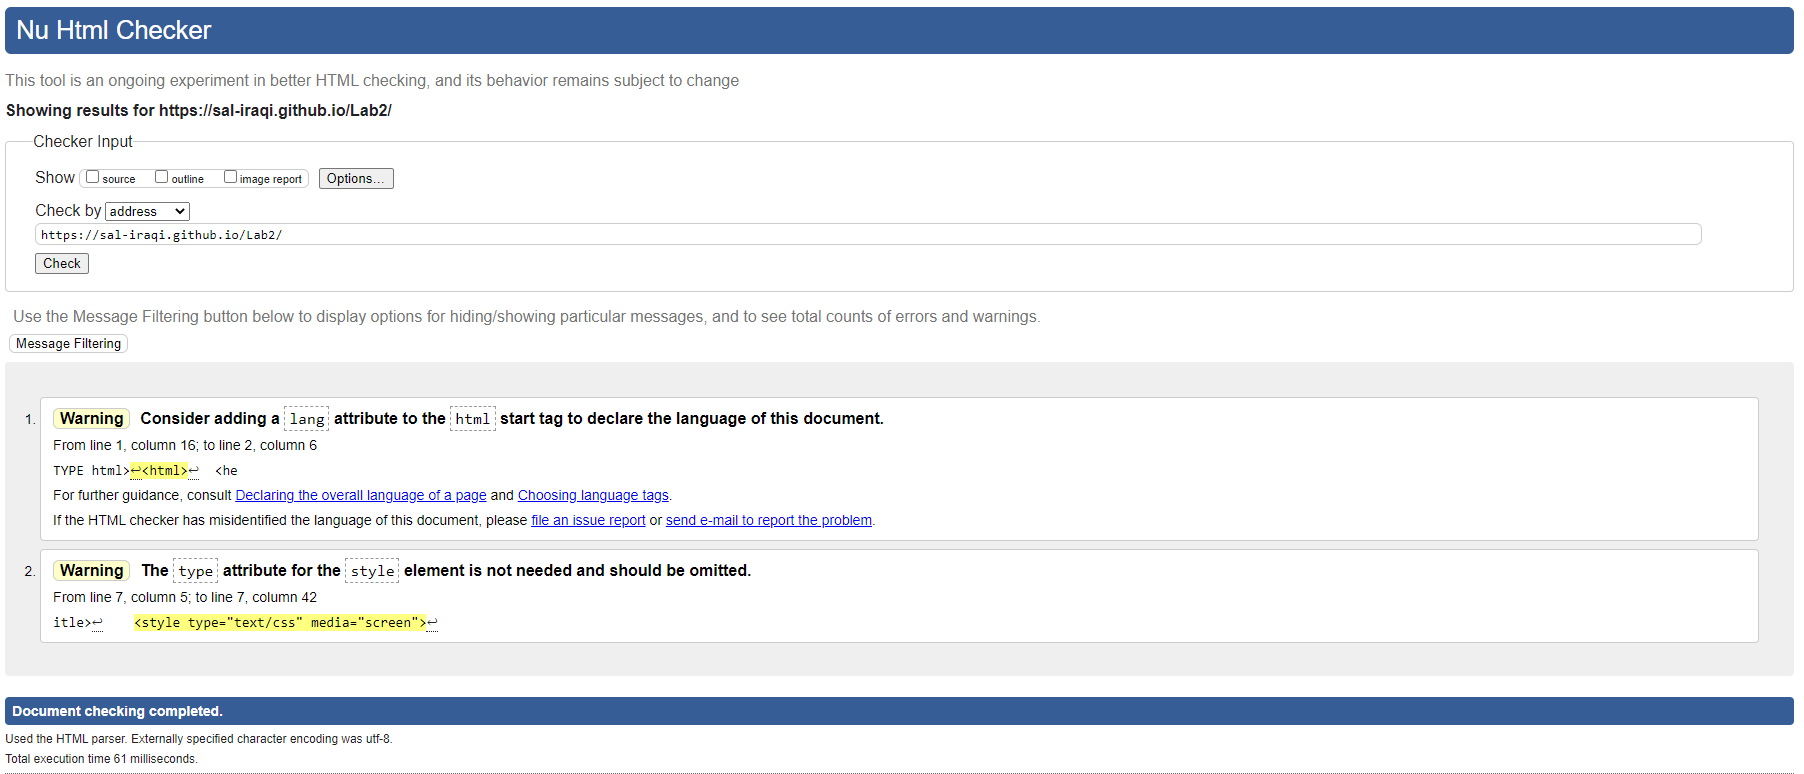 Nu Html Checker
This tool is an ongoing experiment in better HTML checking, and its behavior remains subject to change
Showing results for https://sal-iraqi.github.io/Lab2/
Checker Input
Show source outline image report Options...
Check by address
https://sal-iraqi.github.io/Lab2/
Check
Use the Message Filtering button below to display options for hiding/showing particular messages, and to see total counts of errors and warnings.
Message Filtering
1. Warning Consider adding a lang attribute to the html start tag to declare the language of this document.
From line 1, column 16; to line 2, column 6
TYPE html>↩<html>↩ <he
For further guidance, consult Declaring the overall language of a page and Choosing language tags.
If the HTML checker has misidentified the language of this document, please file an issue report or send e-mail to report the problem.
2. Warning The type attribute for the style element is not needed and should be omitted.
From line 7, column 5; to line 7, column 42
itle>↩ <style type="text/css" media="screen">↩
Document checking completed.
Used the HTML parser. Externally specified character encoding was utf-8.
Total execution time 61 milliseconds.